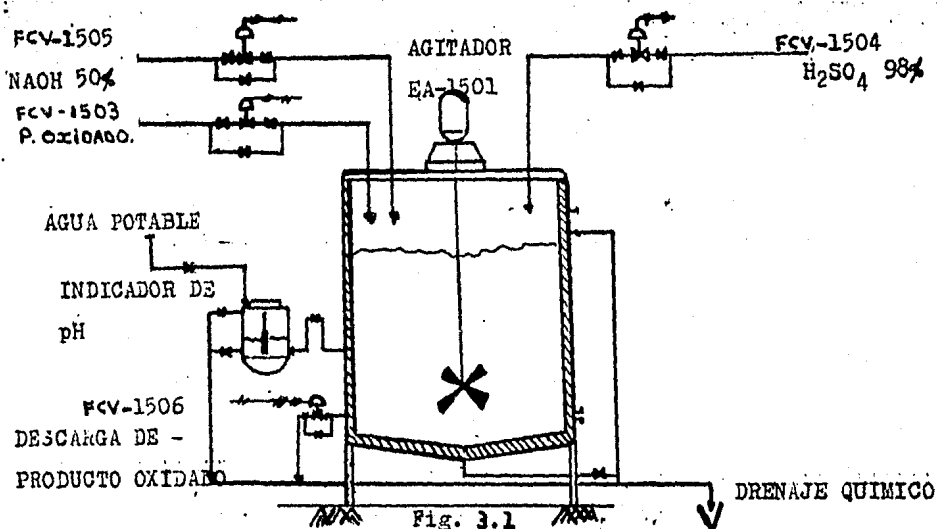 FCV-1505
NAOH 50%
FCV-1503
P. OXIDADO.
AGITADOR
EA-1501
FCV-1504
H₂SO₄ 98%
AGUA POTABLE
INDICADOR DE
pH
FCV-1506
DESCARGA DE -
PRODUCTO OXIDADO
DRENAJE QUIMICO
Fig. 3.1